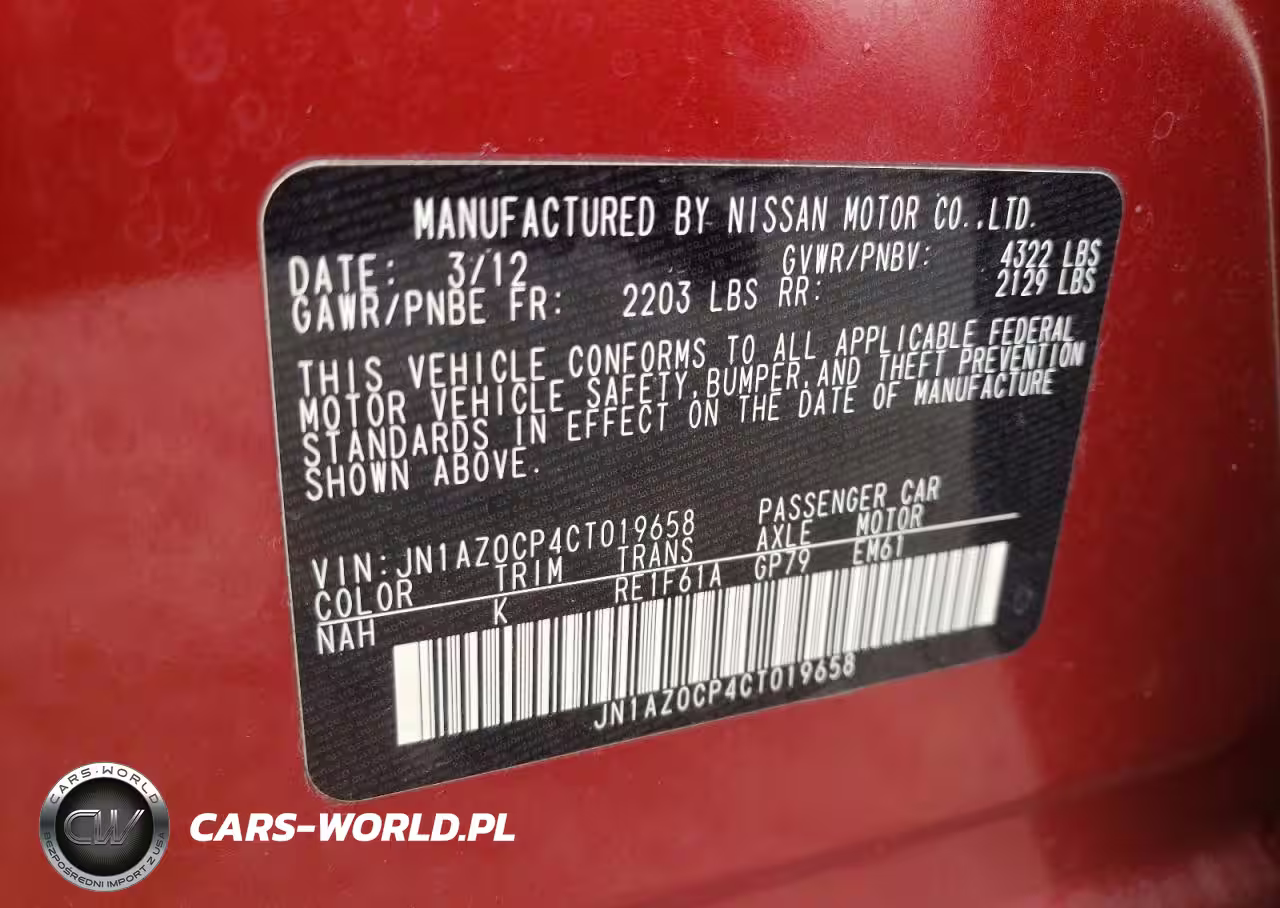 MANUFACTURED BY NISSAN MOTOR CO.,LTD.
DATE: 3/12 GVWR/PNBV: 4322 LBS
GAWR/PNBE FR: 2203 LBS RR: 2129 LBS
THIS VEHICLE CONFORMS TO ALL APPLICABLE FEDERAL
MOTOR VEHICLE SAFETY,BUMPER,AND THEFT PREVENTION
STANDARDS IN EFFECT ON THE DATE OF MANUFACTURE
SHOWN ABOVE.
VIN:JN1AZ0CP4CT019658 PASSENGER CAR
COLOR TRIM TRANS AXLE MOTOR
NAH K RE1F61A GP79 EM61
JN1AZ0CP4CT019658
CARS-WORLD
CW
BEZPOŚREDNI IMPORT Z USA
CARS-WORLD.PL